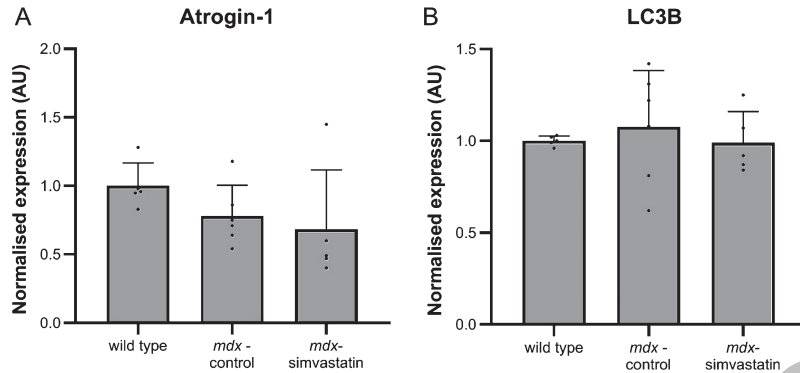 A
Atrogin-1
Normalised expression (AU)
2.0
1.5
1.0
0.5
0.0
wild type
mdx -
control
mdx-
simvastatin
B
LC3B
Normalised expression (AU)
1.5
1.0
0.5
0.0
wild type
mdx -
control
mdx-
simvastatin